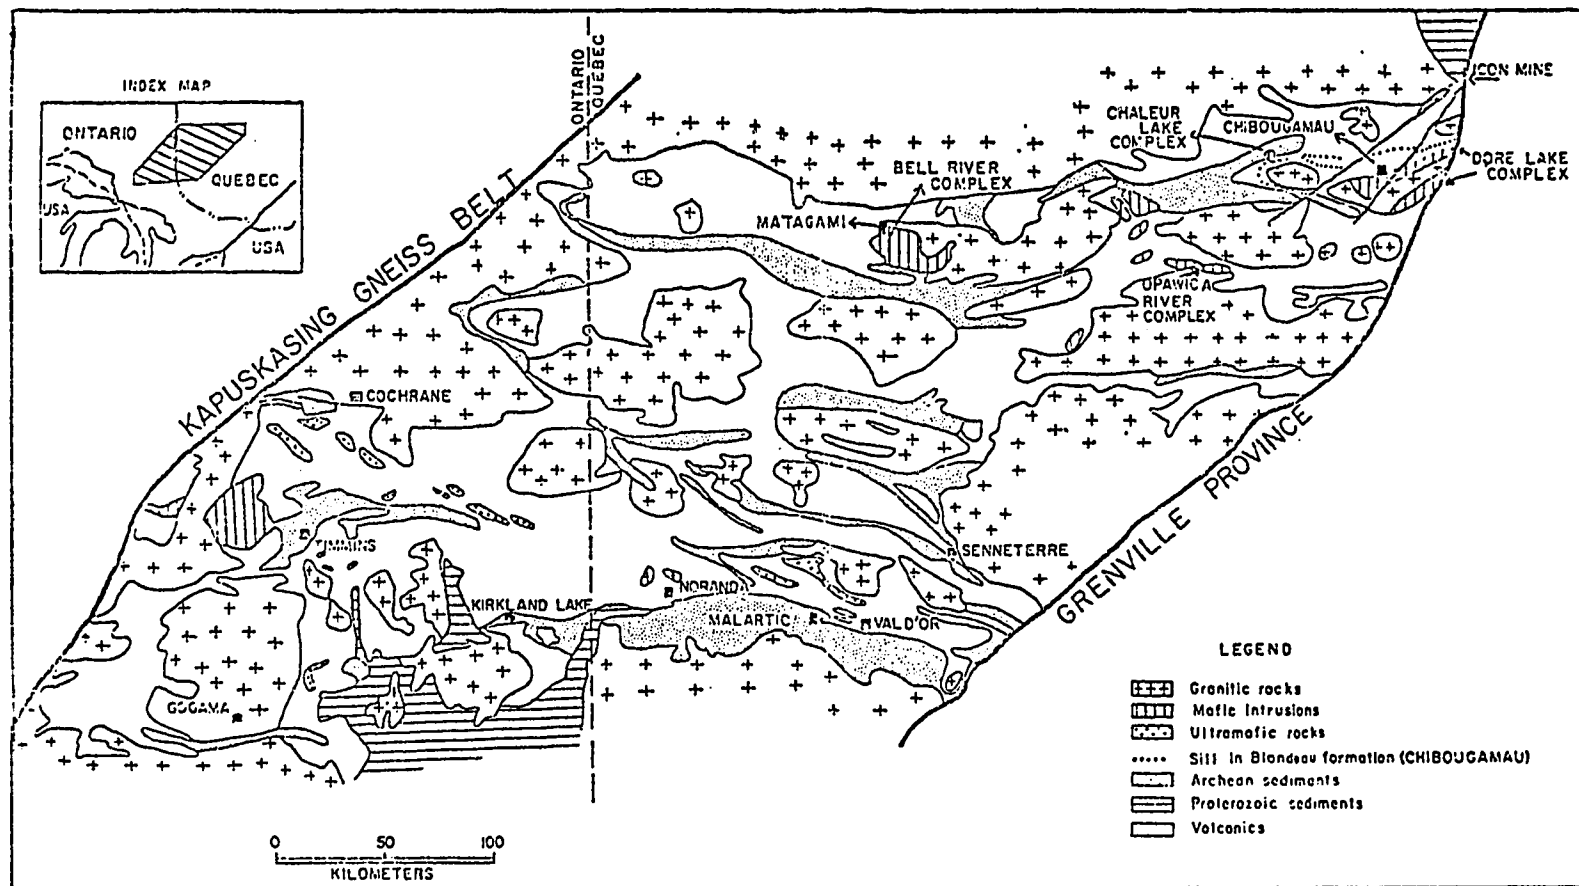 INDEX MAP
ONTARIO
QUEBEC
USA
USA
ONTARIO
QUEBEC
KAPUSKASING GNEISS BELT
ICON MINE
CHALEUR
LAKE
COMPLEX
CHIBOUGAMAU
DORE LAKE
COMPLEX
BELL RIVER
COMPLEX
MATAGAMI
OPAWICA
RIVER
COMPLEX
COCHRANE
GRENVILLE PROVINCE
TIMMINS
SENNETERRE
NORANDA
KIRKLAND LAKE
MALARTIC
VAL D'OR
GOGAMA
LEGEND
Granitic rocks
Mafic Intrusions
Ultramafic rocks
Sill in Blondeau formation (CHIBOUGAMAU)
Archean sediments
Proterozoic sediments
Volcanics
0 50 100
KILOMETERS